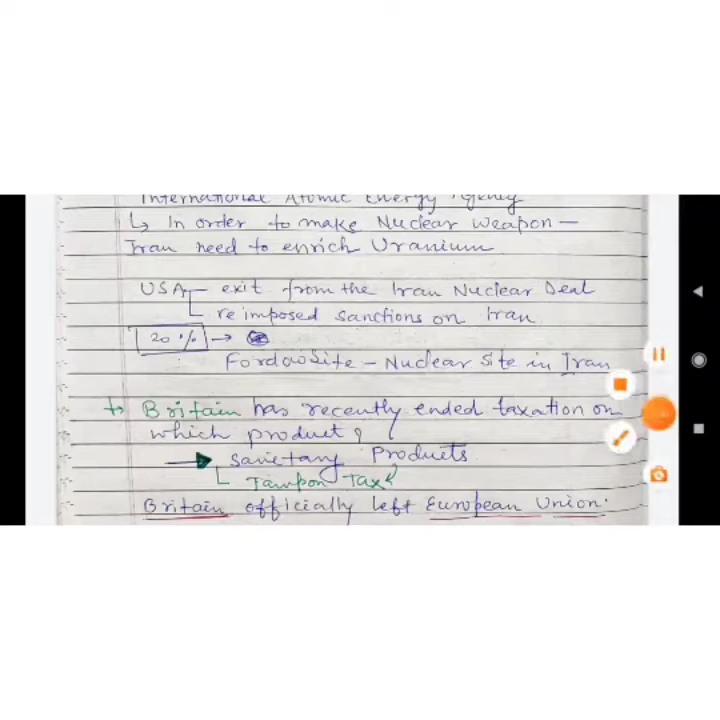 International Atomic Energy Agency
↳ In order to make Nuclear Weapon –
Iran need to enrich Uranium
USA – exit from the Iran Nuclear Deal
reimposed sanctions on Iran
20% →
Fordow Site – Nuclear Site in Iran
→ Britain has recently ended taxation on
which product?
→ Sanetary Products
Tampon Tax
Britain officially left European Union.